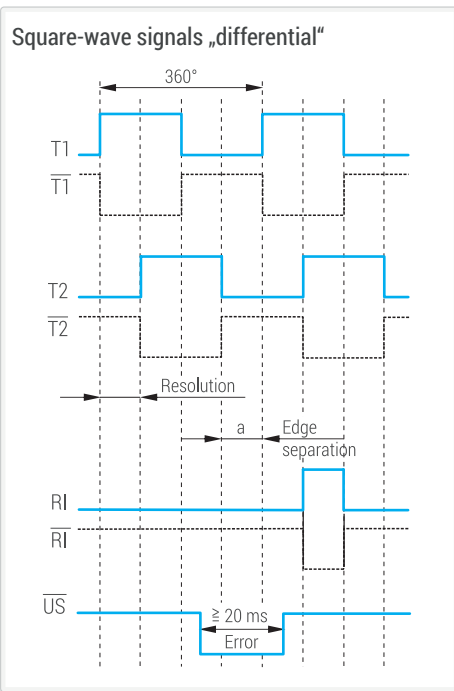 Square-wave signals „differential“
360°
T1
T1
T2
T2
Resolution
a
Edge
separation
RI
RI
US
≧ 20 ms
Error